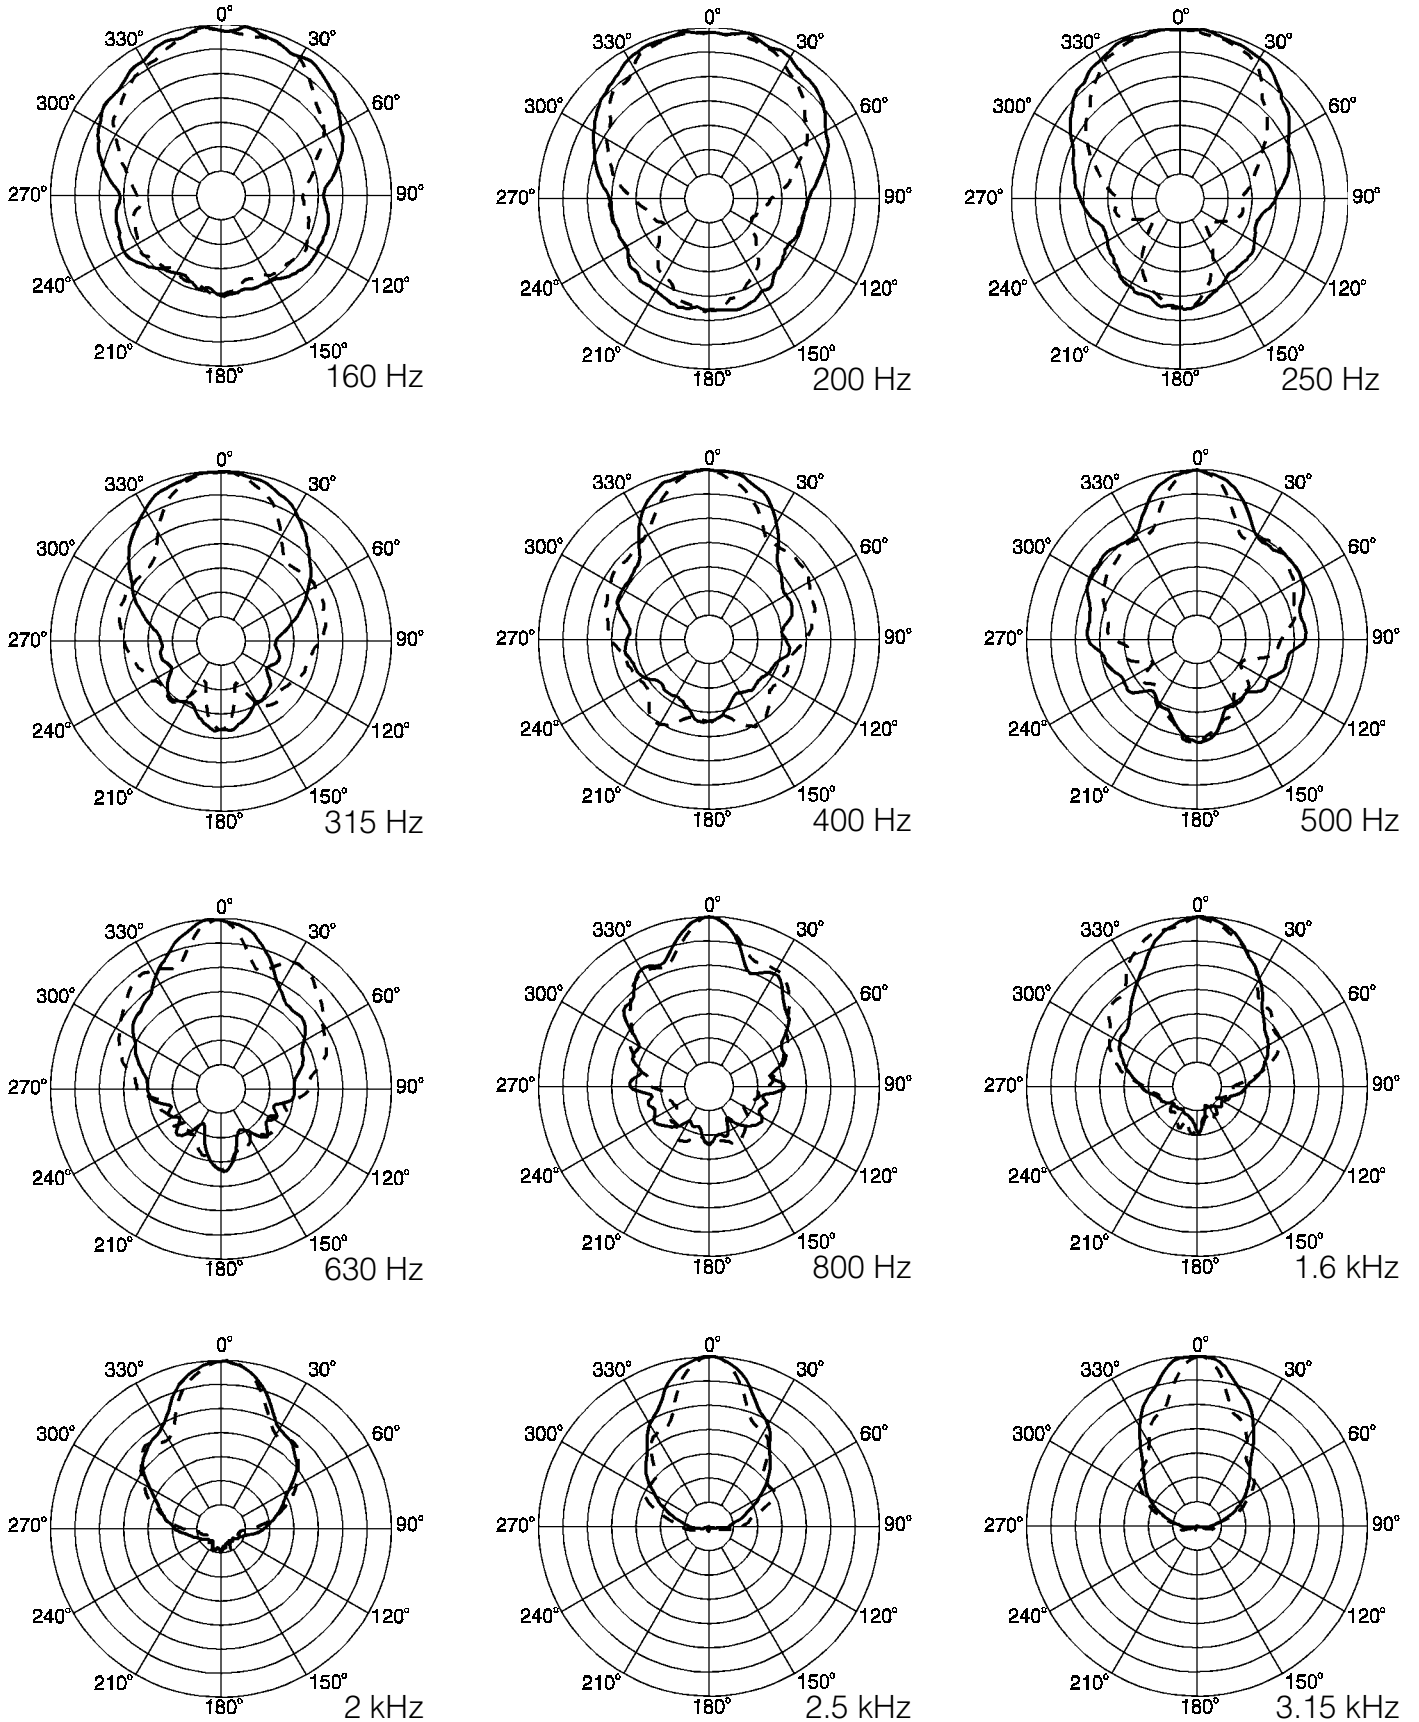 0° 0° 0°
330° 30° 330° 30° 330° 30°
300° 60° 300° 60° 300° 60°
270° 90° 270° 90° 270° 90°
240° 120° 240° 120° 240° 120°
210° 150° 210° 150° 210° 150°
180° 180° 180°
160 Hz 200 Hz 250 Hz
0° 0° 0°
330° 30° 330° 30° 330° 30°
300° 60° 300° 60° 300° 60°
270° 90° 270° 90° 270° 90°
240° 120° 240° 120° 240° 120°
210° 150° 210° 150° 210° 150°
180° 180° 180°
315 Hz 400 Hz 500 Hz
0° 0° 0°
330° 30° 330° 30° 330° 30°
300° 60° 300° 60° 300° 60°
270° 90° 270° 90° 270° 90°
240° 120° 240° 120° 240° 120°
210° 150° 210° 150° 210° 150°
180° 180° 180°
630 Hz 800 Hz 1.6 kHz
0° 0° 0°
330° 30° 330° 30° 330° 30°
300° 60° 300° 60° 300° 60°
270° 90° 270° 90° 270° 90°
240° 120° 240° 120° 240° 120°
210° 150° 210° 150° 210° 150°
180° 180° 180°
2 kHz 2.5 kHz 3.15 kHz